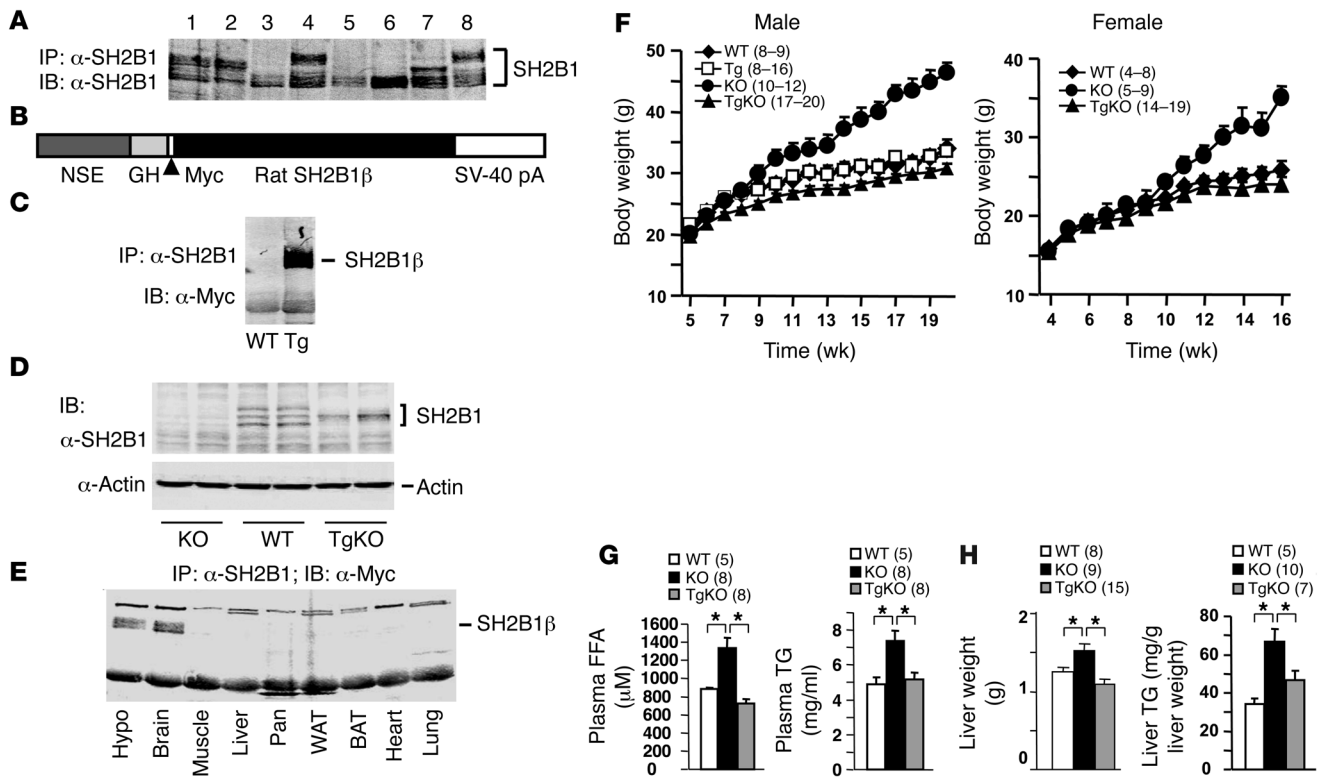 A
1 2 3 4 5 6 7 8
IP: α-SH2B1
IB: α-SH2B1
SH2B1
B
NSE GH Myc Rat SH2B1β SV-40 pA
C
IP: α-SH2B1
SH2B1β
IB: α-Myc
WT Tg
D
IB:
α-SH2B1
SH2B1
α-Actin
Actin
KO WT TgKO
E
IP: α-SH2B1; IB: α-Myc
SH2B1β
Hypo
Brain
Muscle
Liver
Pan
WAT
BAT
Heart
Lung
F
Male
WT (8–9)
Tg (8–16)
KO (10–12)
TgKO (17–20)
Body weight (g)
50
40
30
20
10
5 7 9 11 13 15 17 19
Time (wk)
Female
WT (4–8)
KO (5–9)
TgKO (14–19)
Body weight (g)
40
30
20
10
4 6 8 10 12 14 16
Time (wk)
G
WT (5)
KO (8)
TgKO (8)
* *
Plasma FFA
(μM)
1600
1400
1200
1000
800
600
400
200
0
WT (5)
KO (8)
TgKO (8)
* *
Plasma TG
(mg/ml)
8
6
4
2
0
H
WT (8)
KO (9)
TgKO (15)
* *
Liver weight
(g)
2
1
0
WT (5)
KO (10)
TgKO (7)
* *
Liver TG (mg/g
liver weight)
80
60
40
20
0